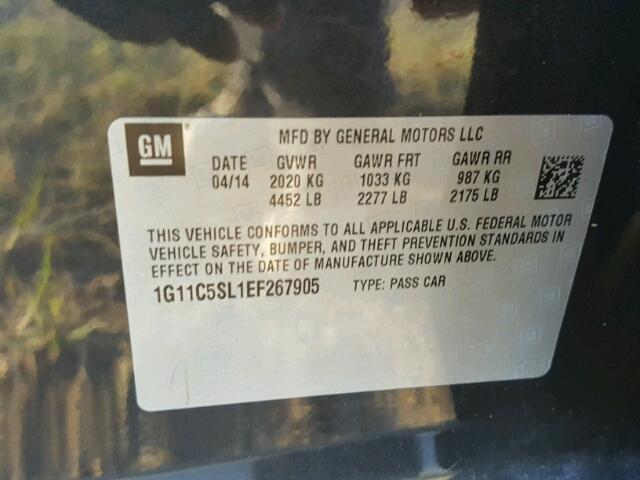 GM ®
MFD BY GENERAL MOTORS LLC
DATE GVWR GAWR FRT GAWR RR
04/14 2020 KG 1033 KG 987 KG
4452 LB 2277 LB 2175 LB
THIS VEHICLE CONFORMS TO ALL APPLICABLE U.S. FEDERAL MOTOR
VEHICLE SAFETY, BUMPER, AND THEFT PREVENTION STANDARDS IN
EFFECT ON THE DATE OF MANUFACTURE SHOWN ABOVE.
1G11C5SL1EF267905 TYPE: PASS CAR